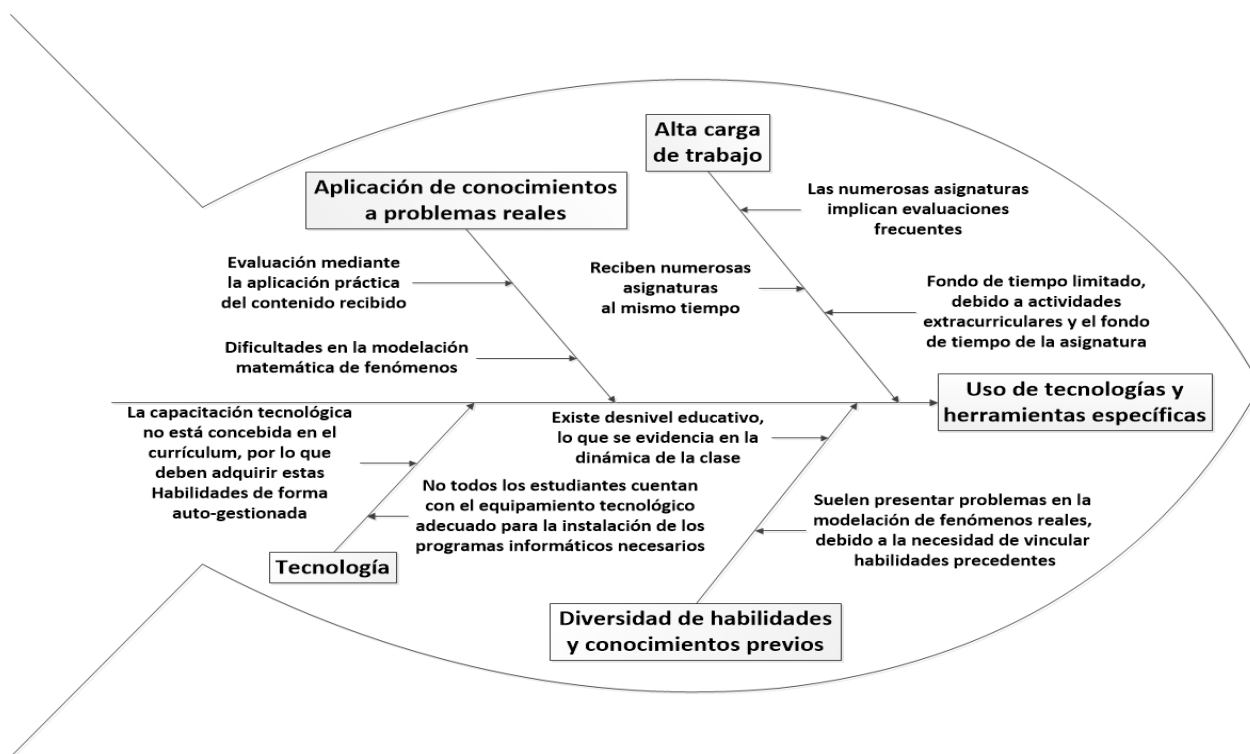 Alta carga
de trabajo
Aplicación de conocimientos
a problemas reales
Las numerosas asignaturas
implican evaluaciones
frecuentes
Evaluación mediante
la aplicación práctica
del contenido recibido
Reciben numerosas
asignaturas
al mismo tiempo
Fondo de tiempo limitado,
debido a actividades
extracurriculares y el fondo
de tiempo de la asignatura
Dificultades en la modelación
matemática de fenómenos
Uso de tecnologías y
herramientas específicas
La capacitación tecnológica
no está concebida en el
currículum, por lo que
deben adquirir estas
Habilidades de forma
auto-gestionada
Existe desnivel educativo,
lo que se evidencia en la
dinámica de la clase
No todos los estudiantes cuentan
con el equipamiento tecnológico
adecuado para la instalación de los
programas informáticos necesarios
Suelen presentar problemas en la
modelación de fenómenos reales,
debido a la necesidad de vincular
habilidades precedentes
Tecnología
Diversidad de habilidades
y conocimientos previos